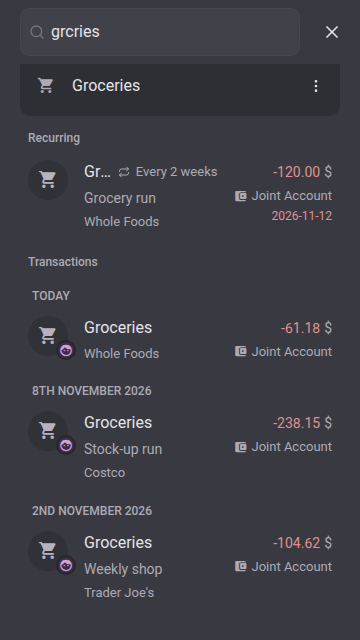 grcries
Groceries
Recurring
Gr... Every 2 weeks -120.00 $
Grocery run Joint Account
Whole Foods 2026-11-12
Transactions
TODAY
Groceries -61.18 $
Whole Foods Joint Account
8TH NOVEMBER 2026
Groceries -238.15 $
Stock-up run Joint Account
Costco
2ND NOVEMBER 2026
Groceries -104.62 $
Weekly shop Joint Account
Trader Joe's